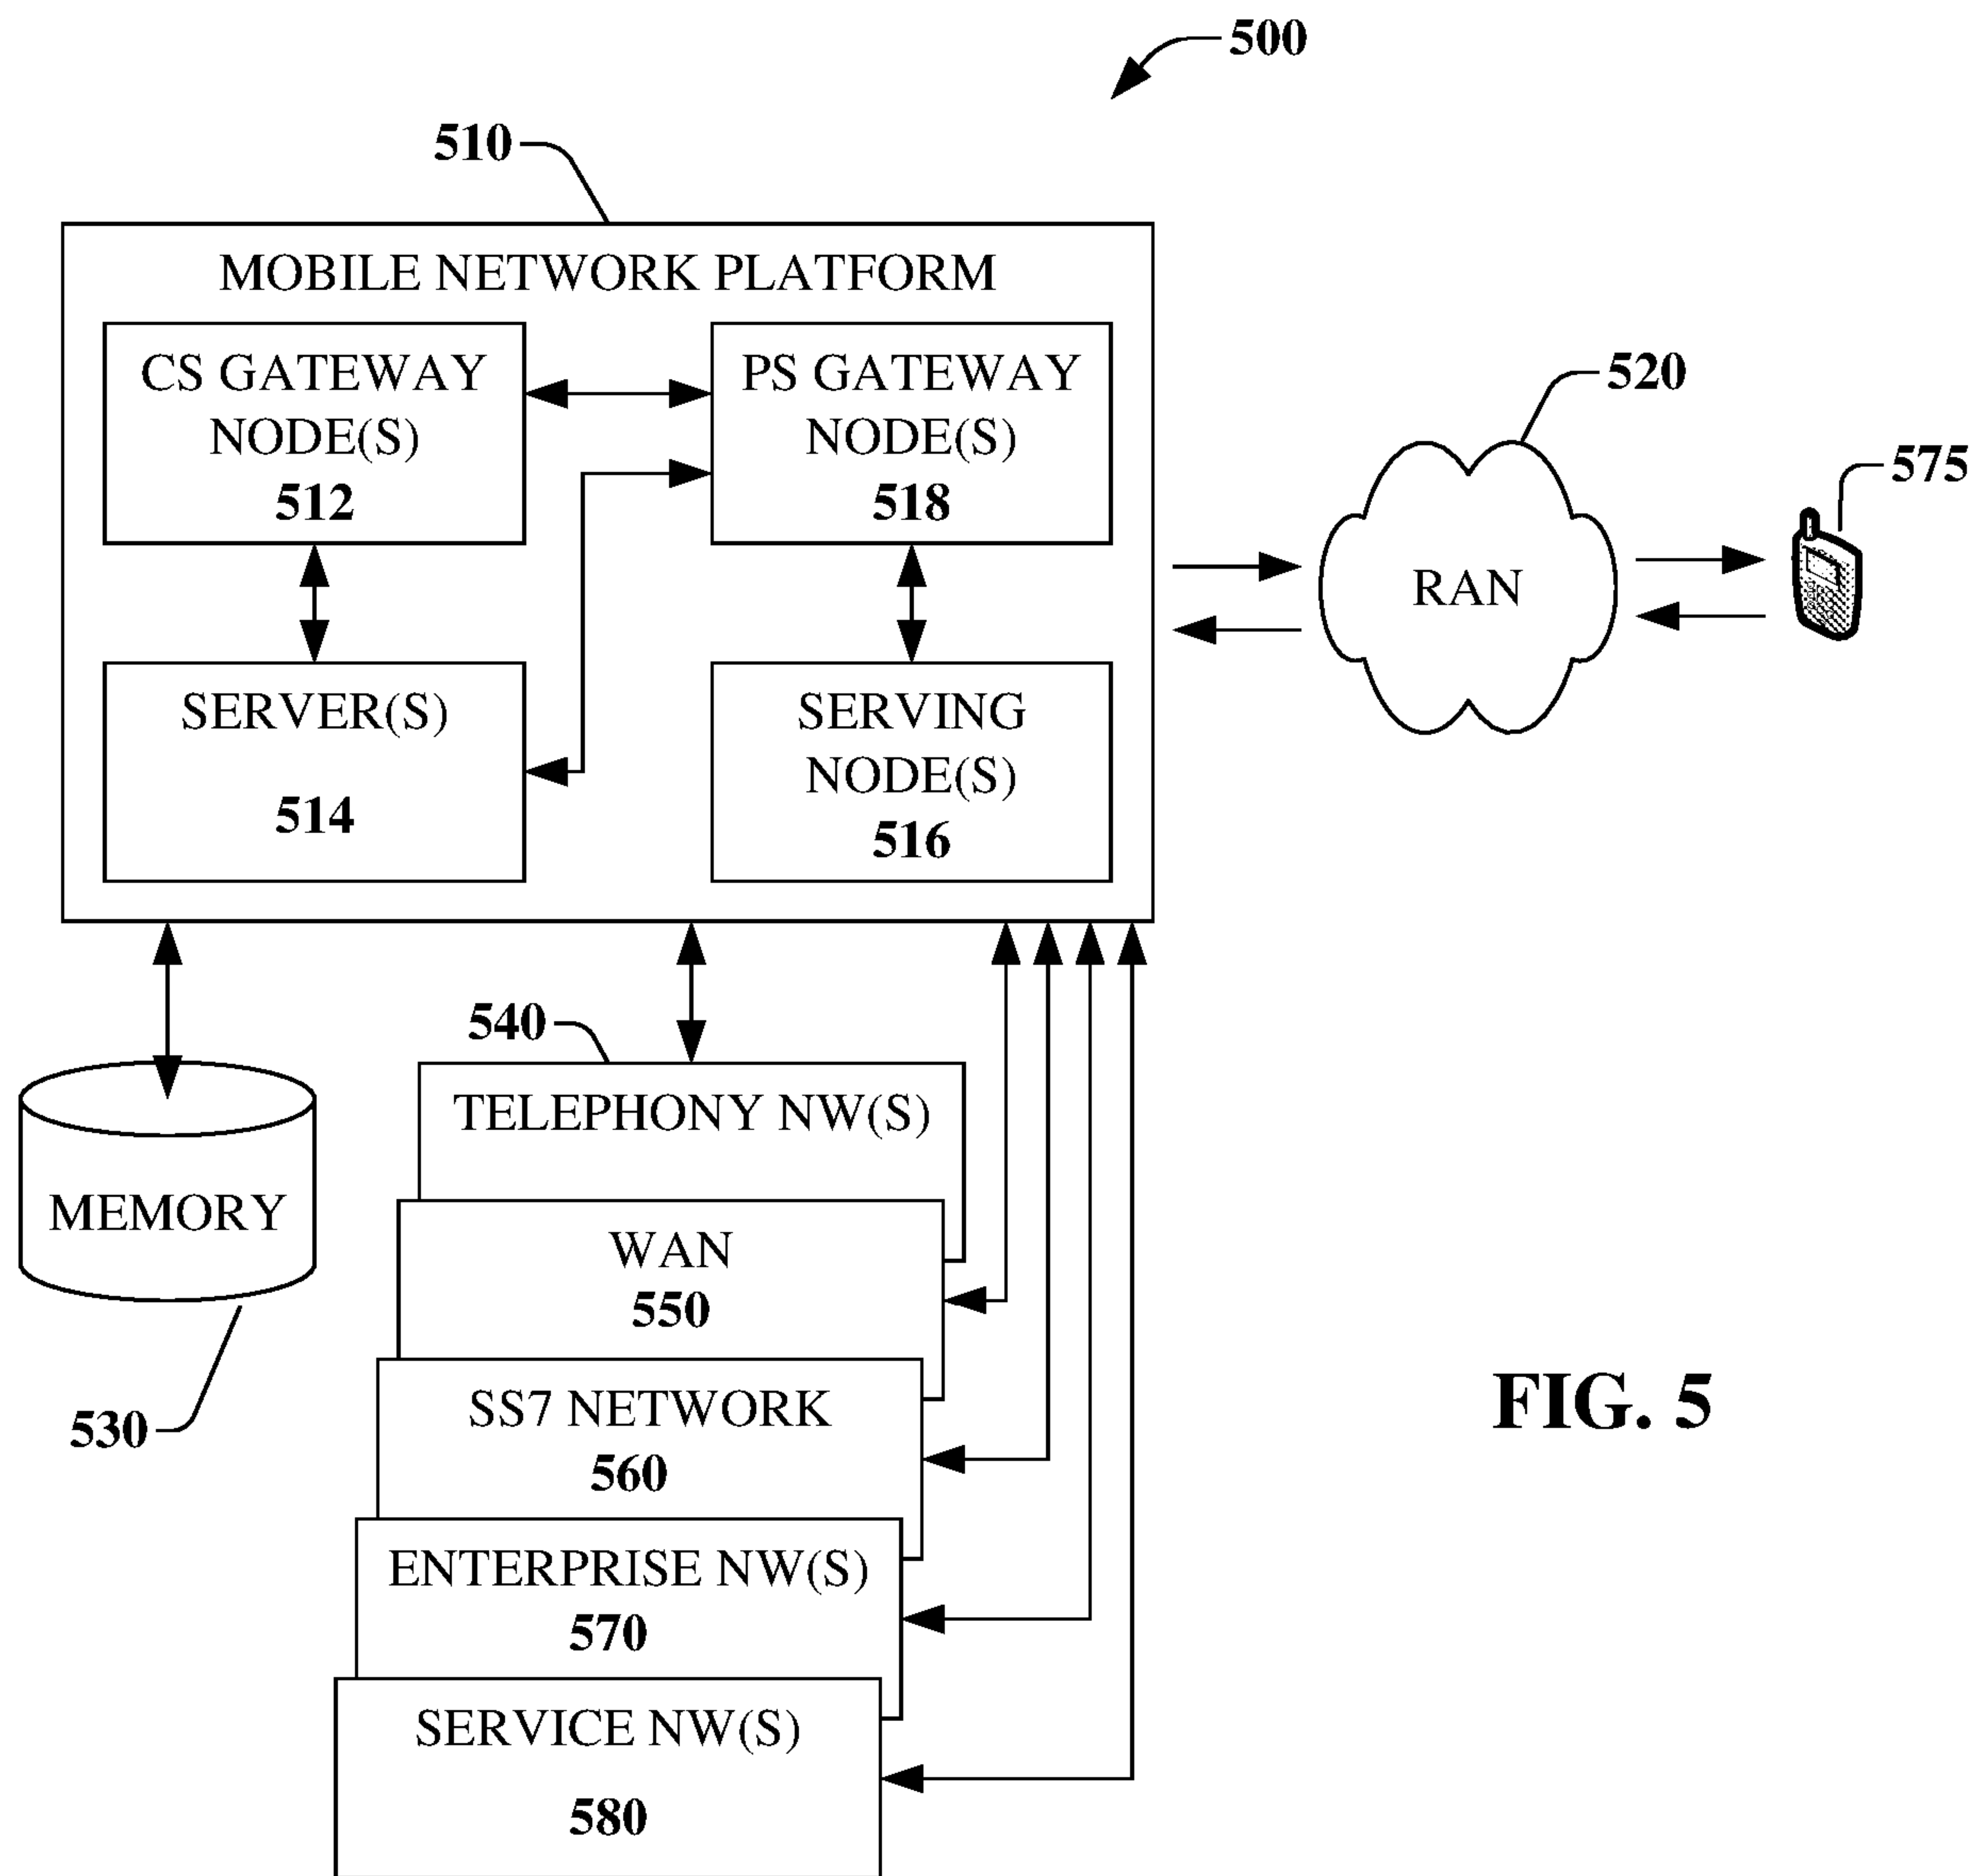 500
510
MOBILE NETWORK PLATFORM
CS GATEWAY
NODE(S)
512
PS GATEWAY
NODE(S)
518
SERVER(S)
514
SERVING
NODE(S)
516
520
RAN
575
540
TELEPHONY NW(S)
MEMORY
530
WAN
550
SS7 NETWORK
560
ENTERPRISE NW(S)
570
SERVICE NW(S)
580
FIG. 5